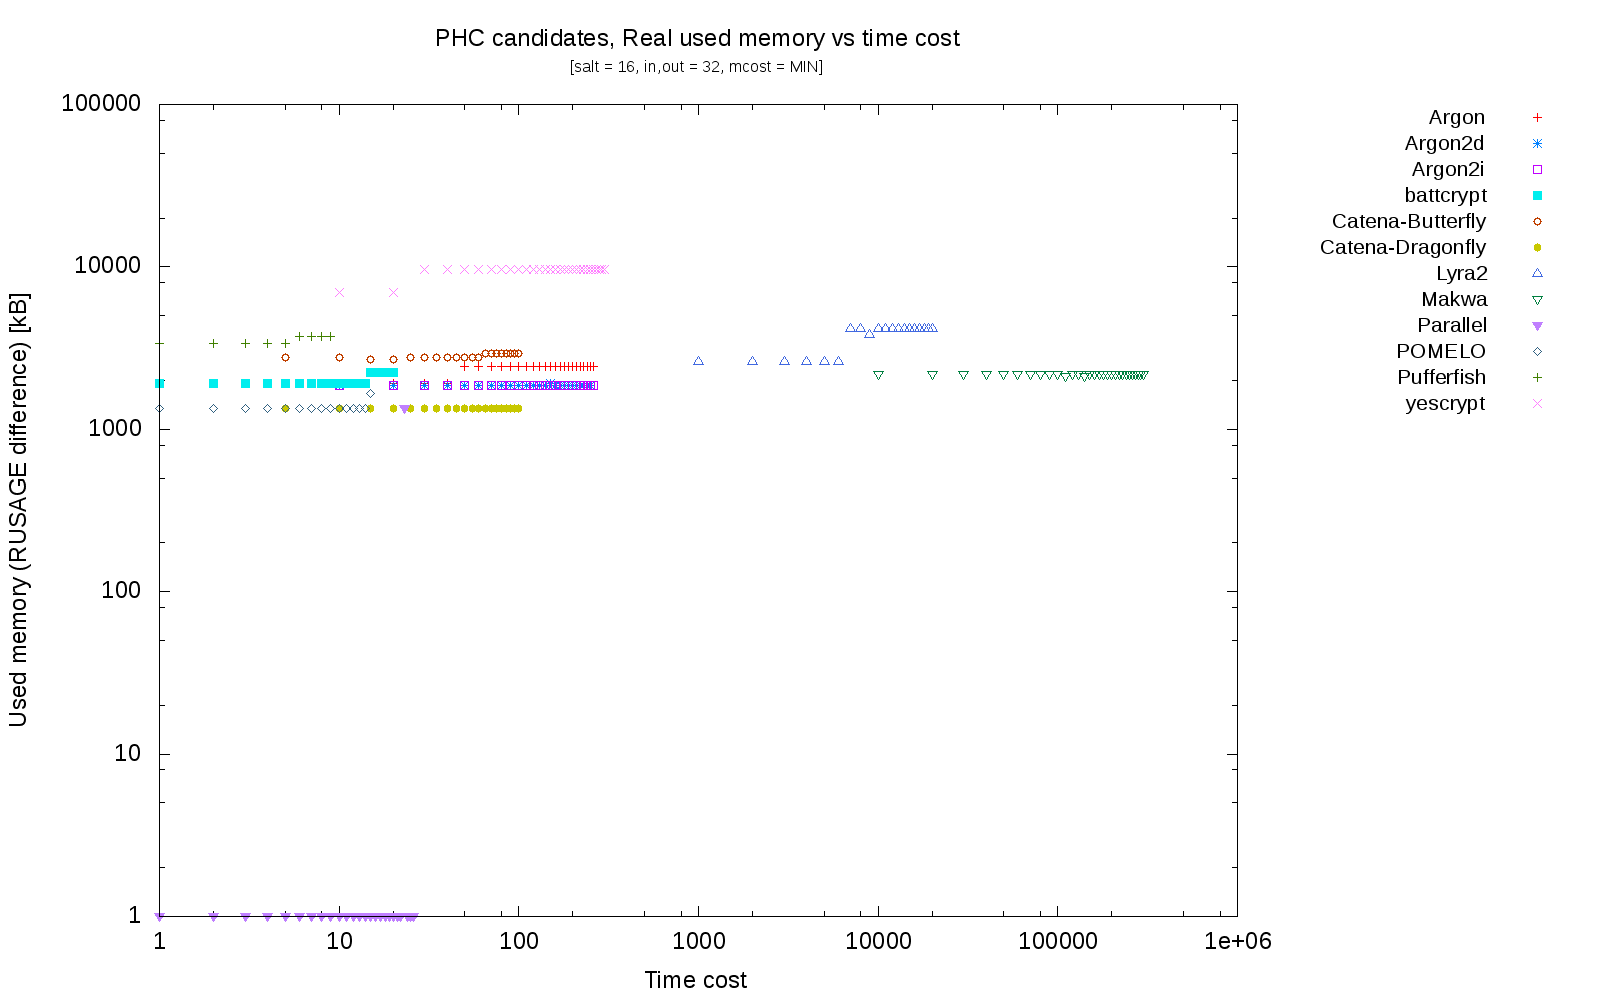 PHC candidates, Real used memory vs time cost
[salt = 16, in,out = 32, mcost = MIN]
100000
10000
1000
100
10
1
Used memory (RUSAGE difference) [kB]
1 10 100 1000 10000 100000 1e+06
Time cost
Argon
Argon2d
Argon2i
battcrypt
Catena-Butterfly
Catena-Dragonfly
Lyra2
Makwa
Parallel
POMELO
Pufferfish
yescrypt